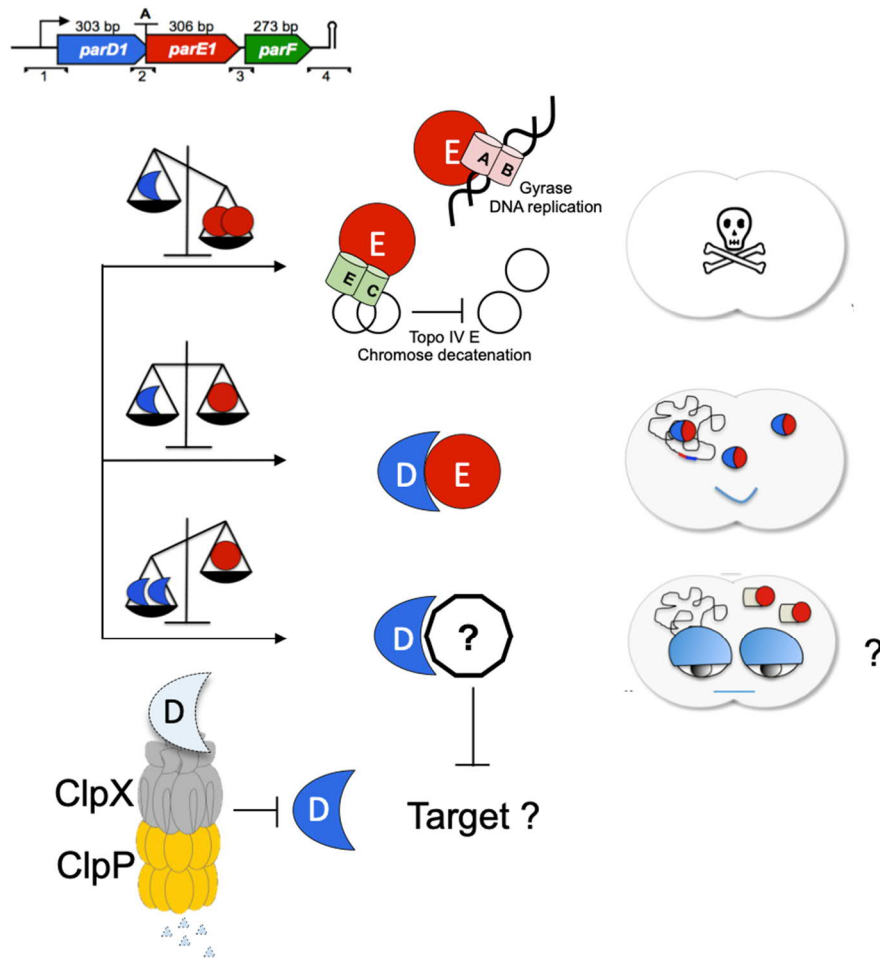 A
303 bp 306 bp 273 bp
parD1 parE1 parF
1 2 3 4
E
A B
Gyrase
DNA replication
E
E C
Topo IV E
Chromose decatenation
D E
D ?
?
D
ClpX
D
ClpP
Target ?